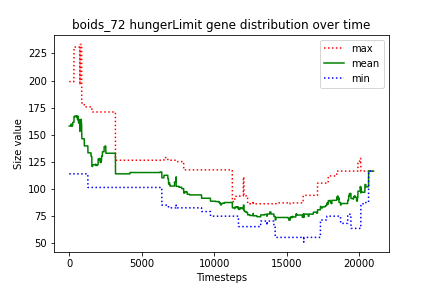 boids_72 hungerLimit gene distribution over time
max
mean
min
Size value
225
200
175
150
125
100
75
50
0
5000
10000
15000
20000
Timesteps